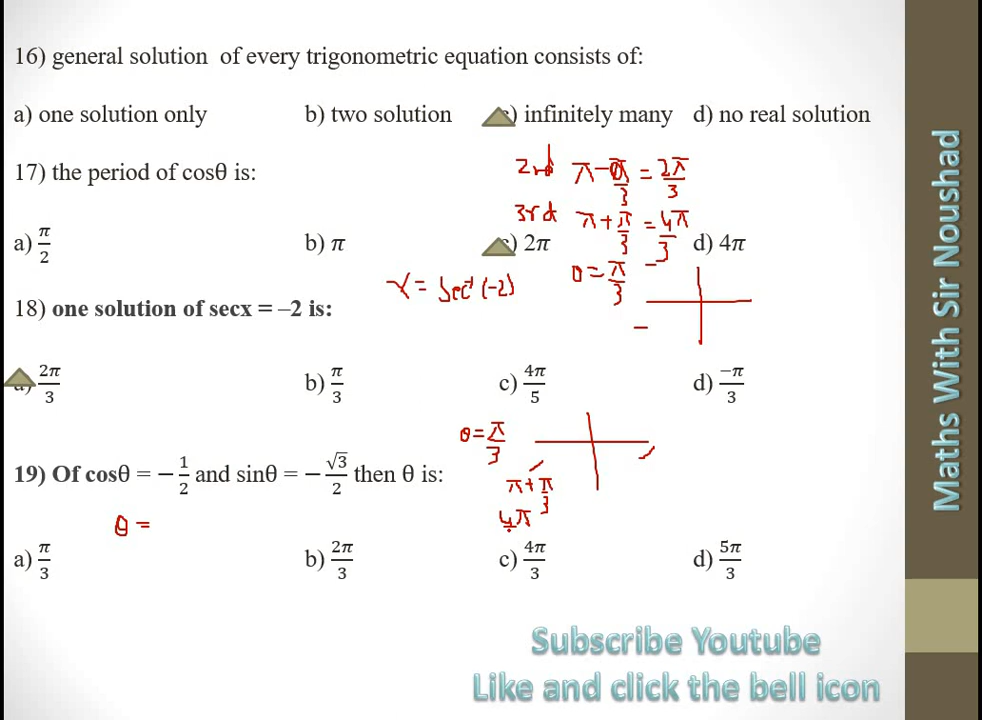 16) general solution of every trigonometric equation consists of:
a) one solution only b) two solution c) infinitely many d) no real solution
2nd π-π/3 = 2π/3
17) the period of cosθ is:
3rd π+π/3 = 4π/3
a) π/2 b) π c) 2π d) 4π
θ = π/3
x = sec⁻¹(-2)
18) one solution of secx = –2 is:
a) 2π/3 b) π/3 c) 4π/5 d) -π/3
θ = π/3
19) Of cosθ = −1/2 and sinθ = −√3/2 then θ is:
π+π/3
4π
θ =
a) π/3 b) 2π/3 c) 4π/3 d) 5π/3
Subscribe Youtube
Like and click the bell icon
Maths With Sir Noushad